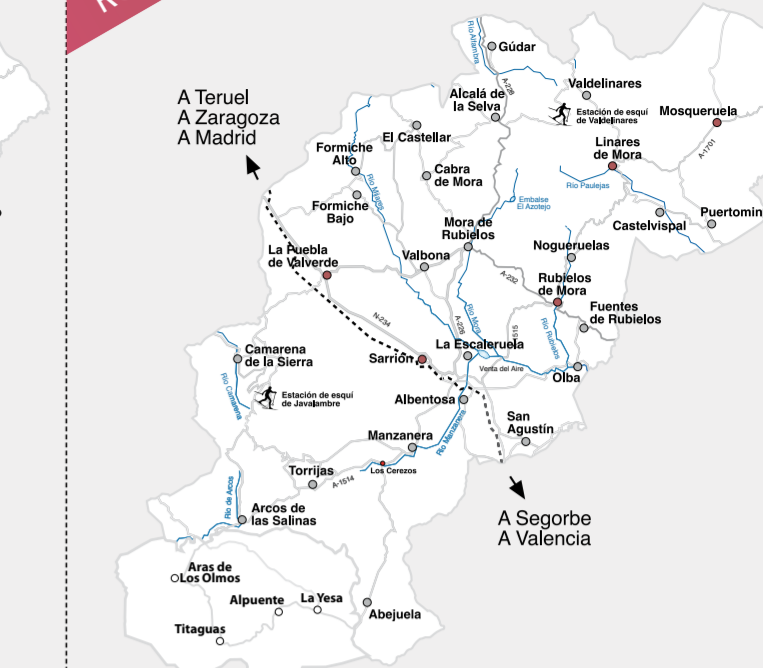 R
A Teruel
A Zaragoza
A Madrid
Río Alfambra
Gúdar
A-228
Valdelinares
Alcalá de
la Selva
Estación de esquí
de Valdelinares
Mosqueruela
A-1701
El Castellar
Linares
de Mora
Formiche
Alto
Cabra
de Mora
Río Paulejas
Río Mijares
Formiche
Bajo
Embalse
El Azotejo
Castelvispal
Puertomin
Mora de
Rubielos
Nogueruelas
La Puebla
de Valverde
Valbona
A-232
Rubielos
de Mora
Fuentes
de Rubielos
N-234
A-228
Río Mora
1515
Río Rubielos
La Escaleruela
Camarena
de la Sierra
Sarrión
Venta del Aire
Olba
Río Camarena
Estación de esquí
de Javalambre
Albentosa
San
Agustín
Río Manzanera
Manzanera
Los Cerezos
Torrijas
A-1514
Río de Arcos
Arcos de
las Salinas
A Segorbe
A Valencia
Aras de
Los Olmos
Alpuente
La Yesa
Abejuela
Titaguas